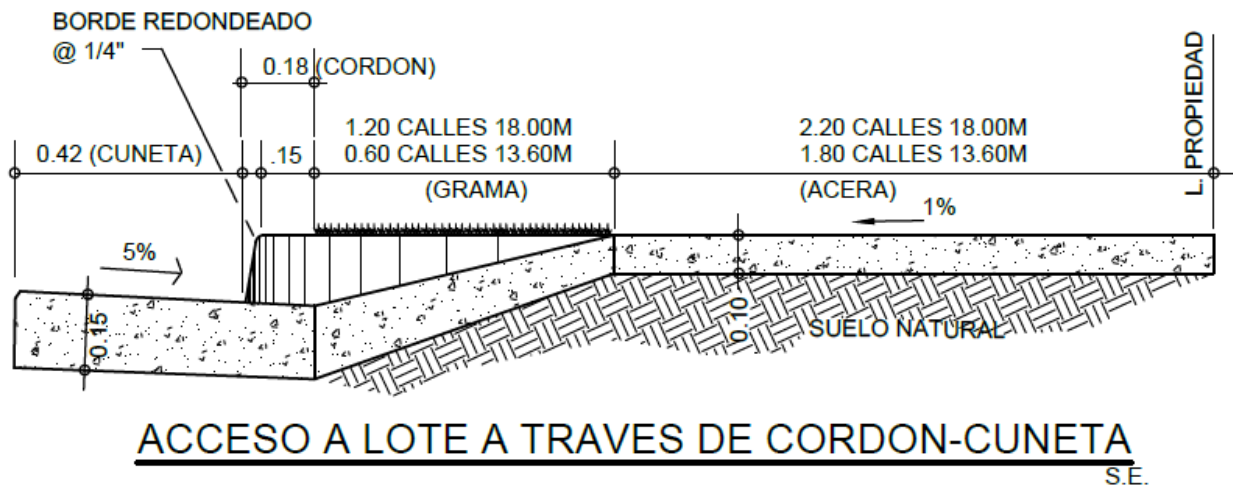 BORDE REDONDEADO
@ 1/4"
0.18 (CORDON)
1.20 CALLES 18.00M
0.60 CALLES 13.60M
(GRAMA)
2.20 CALLES 18.00M
1.80 CALLES 13.60M
(ACERA)
L. PROPIEDAD
0.42 (CUNETA)
.15
1%
5%
0.15
0.10
SUELO NATURAL
ACCESO A LOTE A TRAVES DE CORDON-CUNETA
S.E.